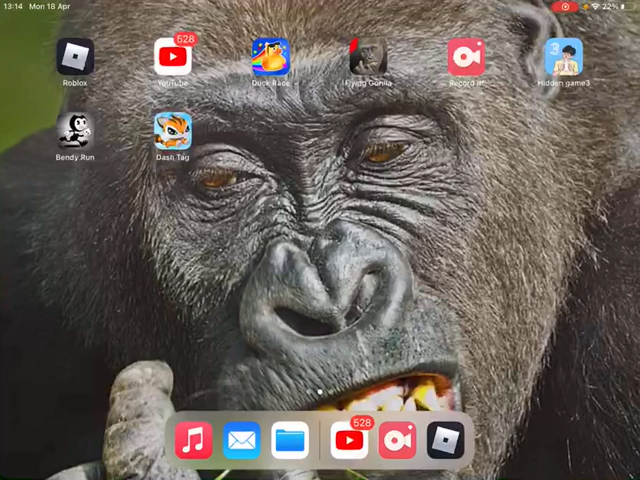 13:14 Mon 18 Apr 22%
528
Roblox YouTube Duck Race Flying Gorilla Record it! Hidden game3
Bendy Run Dash Tag
528